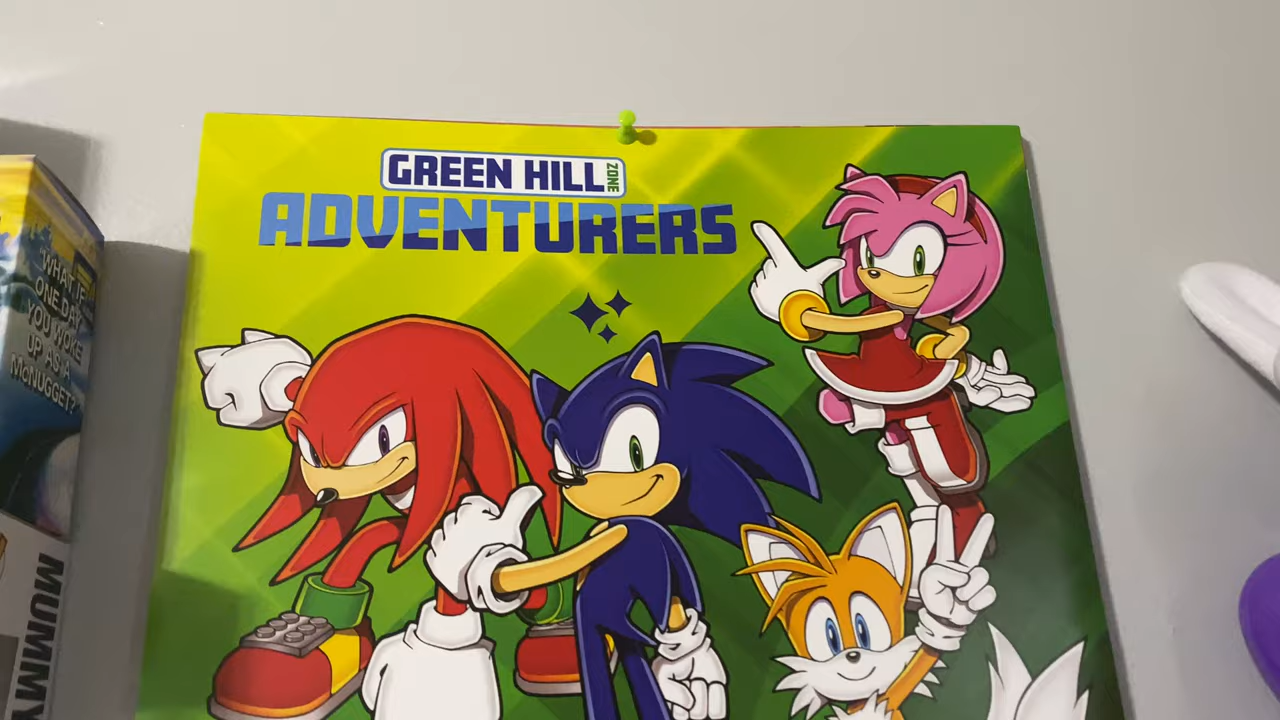 GREEN HILL ZONE
ADVENTURERS
"WHAT IF
ONE DAY
YOU WOKE
UP AS A
McNUGGET?
MUMMY